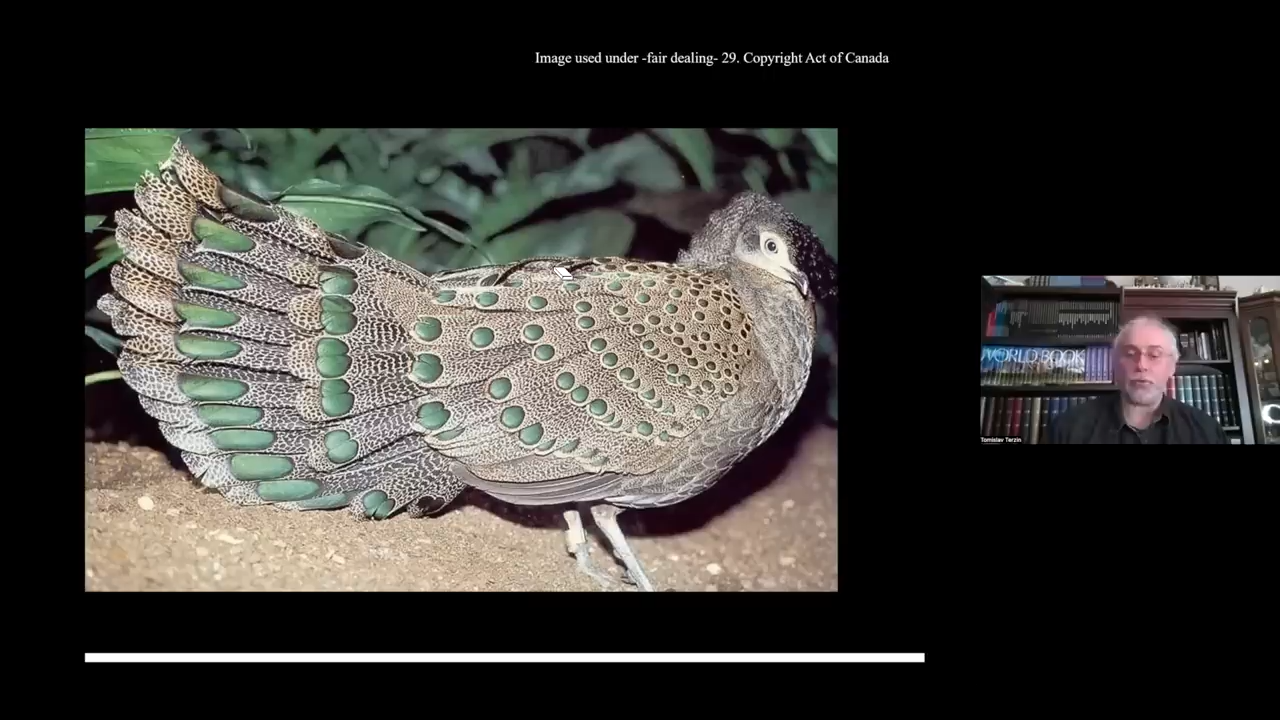 Image used under -fair dealing- 29. Copyright Act of Canada
WORLD BOOK
Tomislav Terzin